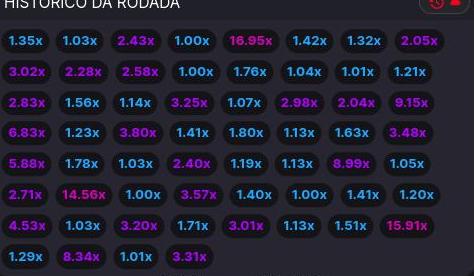 HISTÓRICO DA RODADA
1.35x 1.03x 2.43x 1.00x 16.95x 1.42x 1.32x 2.05x
3.02x 2.28x 2.58x 1.00x 1.76x 1.04x 1.01x 1.21x
2.83x 1.56x 1.14x 3.25x 1.07x 2.98x 2.04x 9.15x
6.83x 1.23x 3.80x 1.41x 1.80x 1.13x 1.63x 3.48x
5.88x 1.78x 1.03x 2.40x 1.19x 1.13x 8.99x 1.05x
2.71x 14.56x 1.00x 3.57x 1.40x 1.00x 1.41x 1.20x
4.53x 1.03x 3.20x 1.71x 3.01x 1.13x 1.51x 15.91x
1.29x 8.34x 1.01x 3.31x